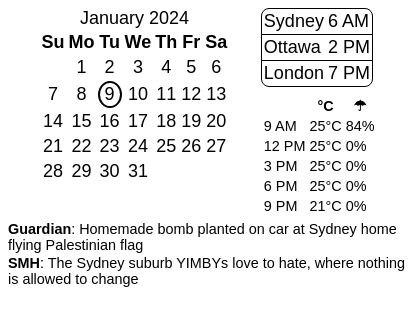 January 2024
Su Mo Tu We Th Fr Sa
1 2 3 4 5 6
7 8 9 10 11 12 13
14 15 16 17 18 19 20
21 22 23 24 25 26 27
28 29 30 31
Sydney 6 AM
Ottawa 2 PM
London 7 PM
°C ☂
9 AM 25°C 84%
12 PM 25°C 0%
3 PM 25°C 0%
6 PM 25°C 0%
9 PM 21°C 0%
Guardian: Homemade bomb planted on car at Sydney home
flying Palestinian flag
SMH: The Sydney suburb YIMBYs love to hate, where nothing
is allowed to change